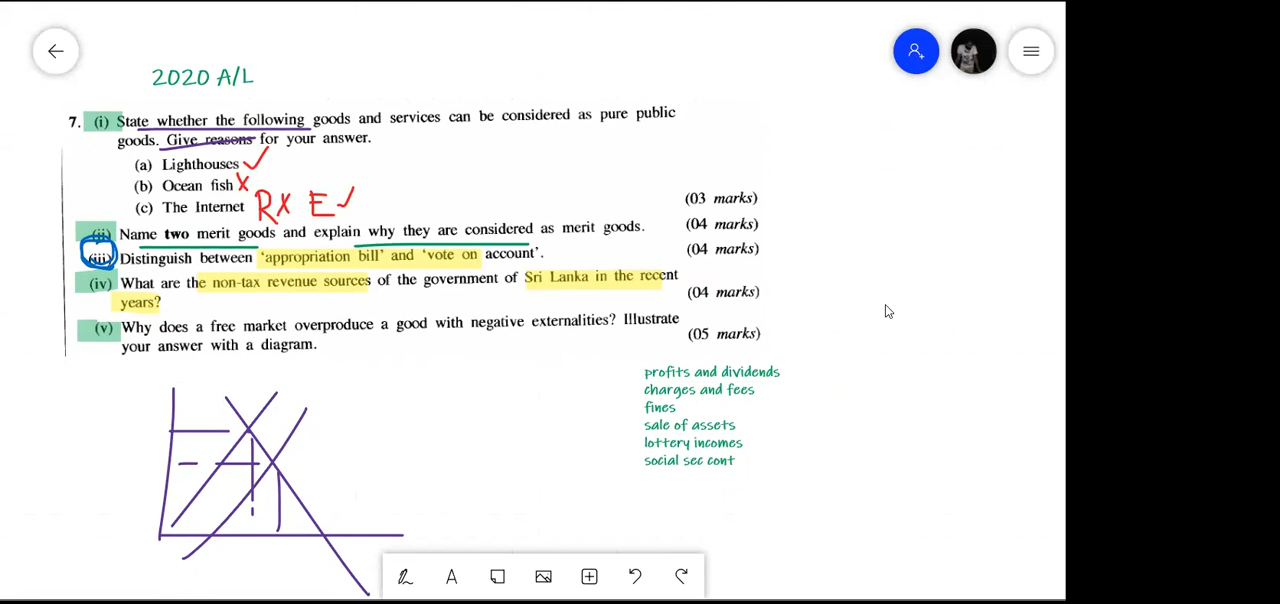 2020 A/L
7. (i) State whether the following goods and services can be considered as pure public
goods. Give reasons for your answer.
(a) Lighthouses
(b) Ocean fish X
(c) The Internet RX E✓
(03 marks)
(ii) Name two merit goods and explain why they are considered as merit goods. (04 marks)
(iii) Distinguish between 'appropriation bill' and 'vote on account'. (04 marks)
(iv) What are the non-tax revenue sources of the government of Sri Lanka in the recent
years? (04 marks)
(v) Why does a free market overproduce a good with negative externalities? Illustrate
your answer with a diagram. (05 marks)
profits and dividends
charges and fees
fines
sale of assets
lottery incomes
social sec cont
A